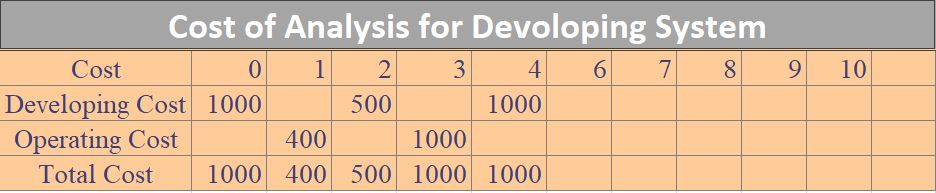 Cost of Analysis for Devoloping System
Cost 0 1 2 3 4 6 7 8 9 10
Developing Cost 1000 500 1000
Operating Cost 400 1000
Total Cost 1000 400 500 1000 1000